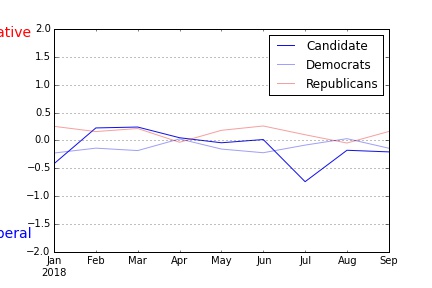 ative
2.0
1.5
1.0
0.5
0.0
−0.5
−1.0
−1.5
−2.0
beral
Candidate
Democrats
Republicans
Jan Feb Mar Apr May Jun Jul Aug Sep
2018